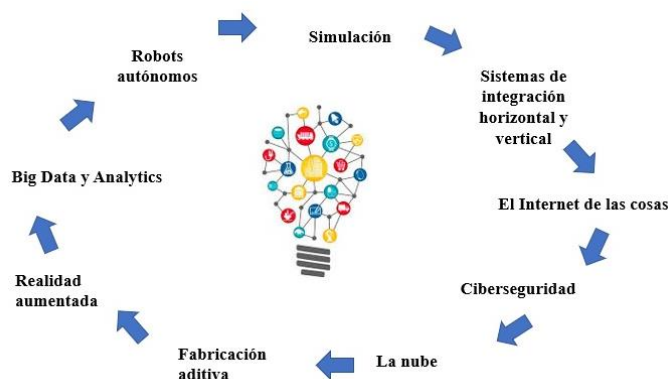 Simulación
Sistemas de
integración
horizontal y
vertical
El Internet de las cosas
Ciberseguridad
La nube
Fabricación
aditiva
Realidad
aumentada
Big Data y Analytics
Robots
autónomos